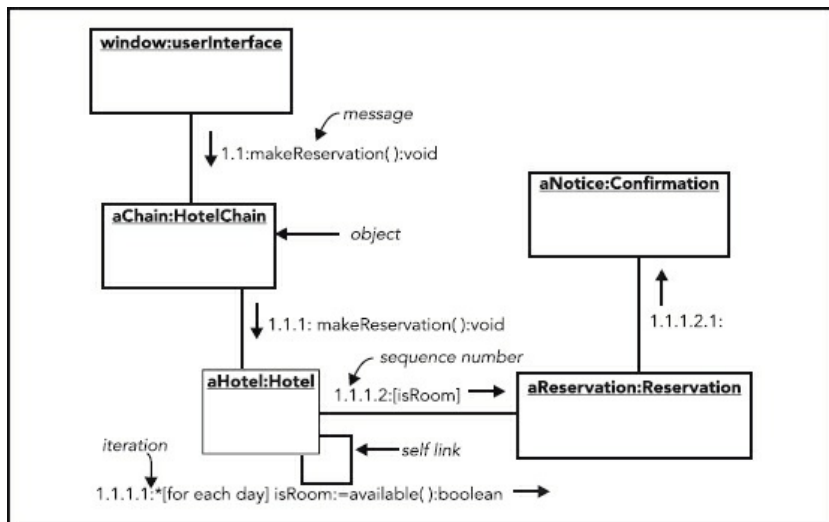 window:userInterface
message
1.1:makeReservation( ):void
aChain:HotelChain
object
aNotice:Confirmation
1.1.1: makeReservation( ):void
1.1.1.2.1:
sequence number
aHotel:Hotel
1.1.1.2:[isRoom]
aReservation:Reservation
iteration
self link
1.1.1.1:*[for each day] isRoom:=available( ):boolean